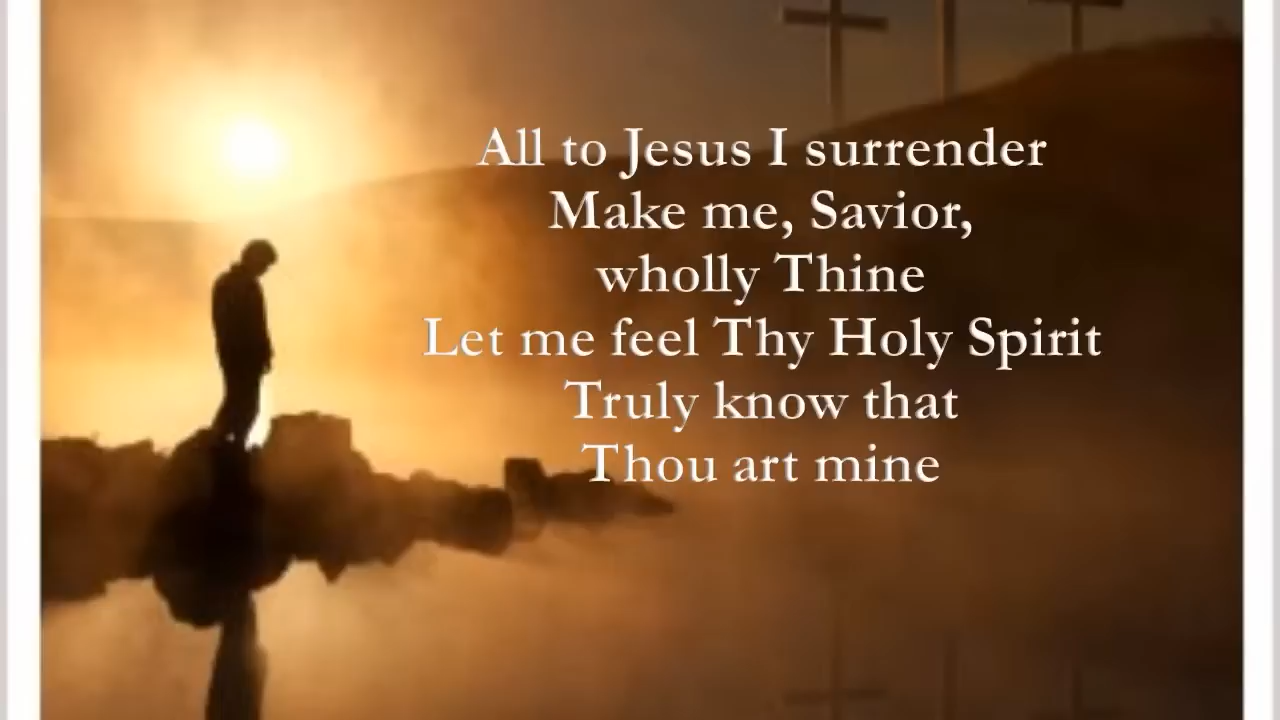 All to Jesus I surrender
Make me, Savior,
wholly Thine
Let me feel Thy Holy Spirit
Truly know that
Thou art mine